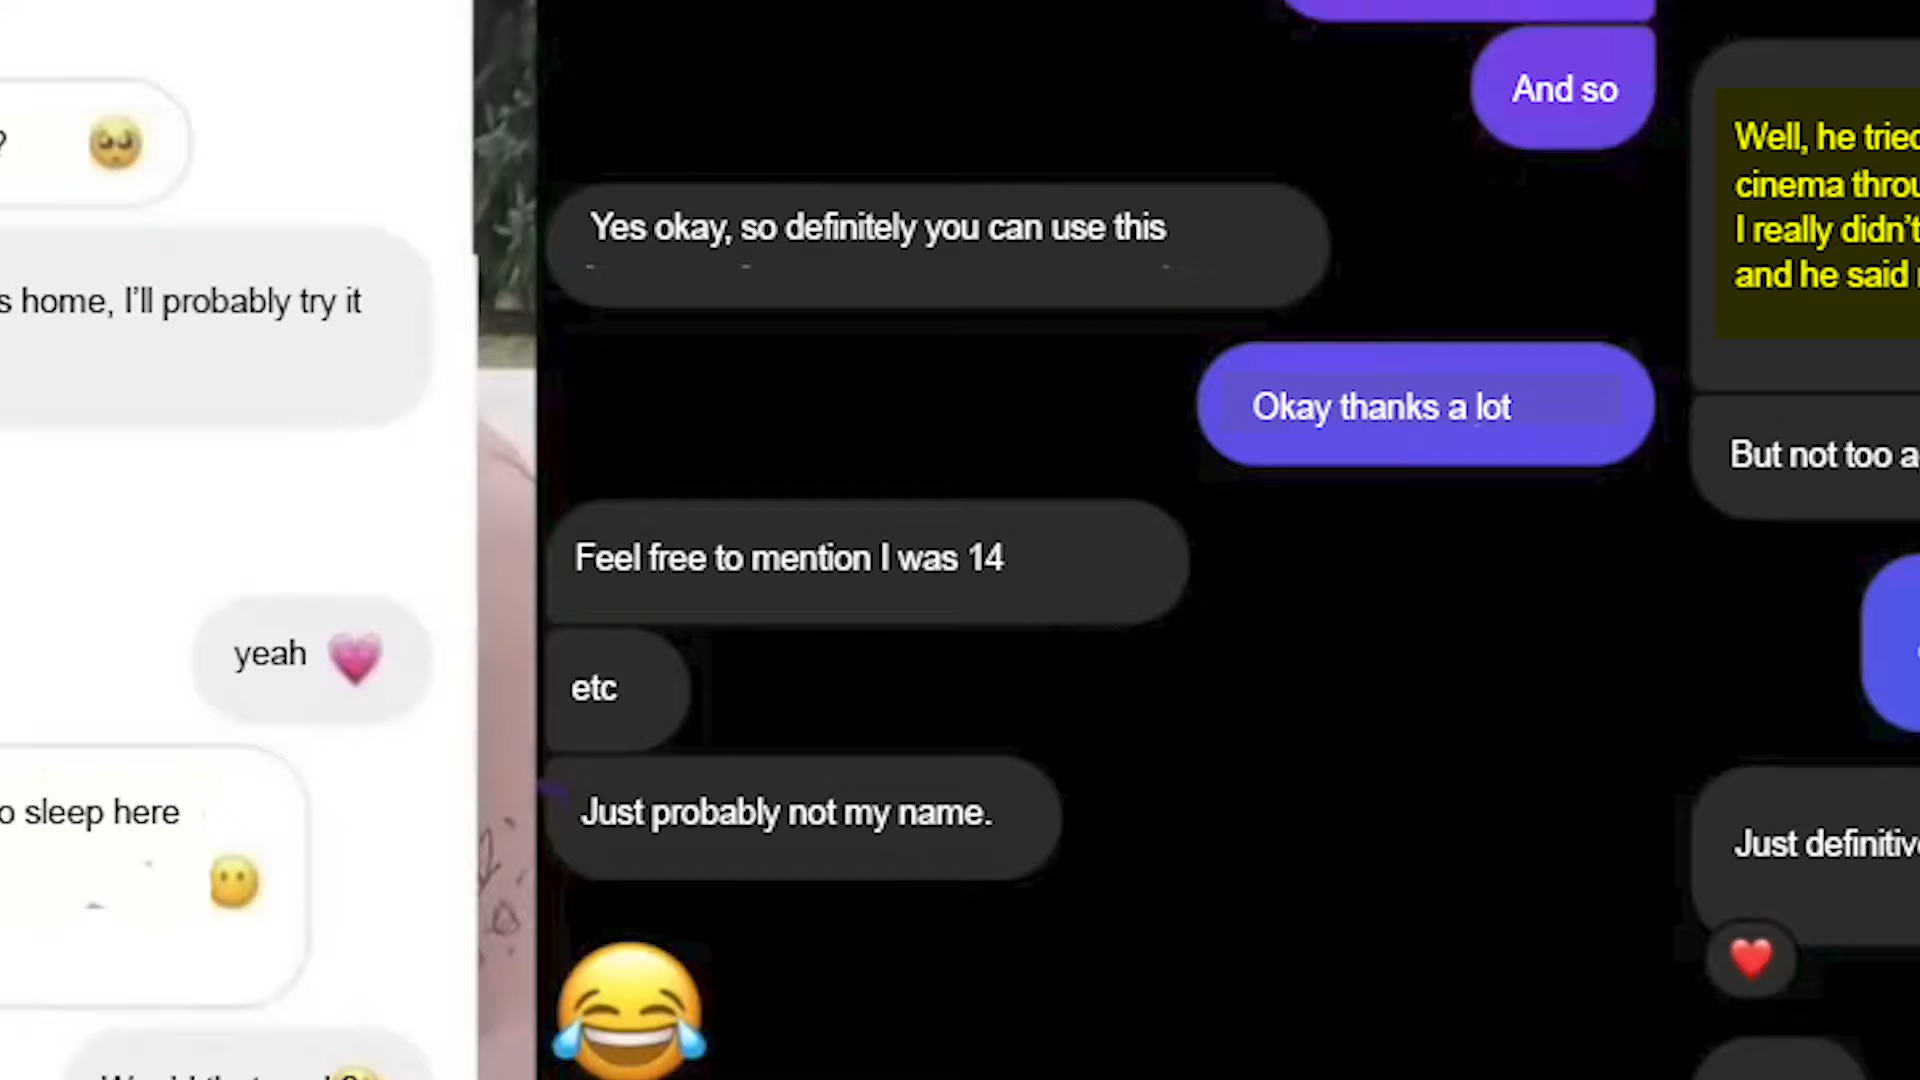 ?
s home, I'll probably try it
yeah
o sleep here
And so
Yes okay, so definitely you can use this
Okay thanks a lot
Feel free to mention I was 14
etc
Just probably not my name.
Well, he tried
cinema throu
I really didn't
and he said
But not too a
Just definitiv